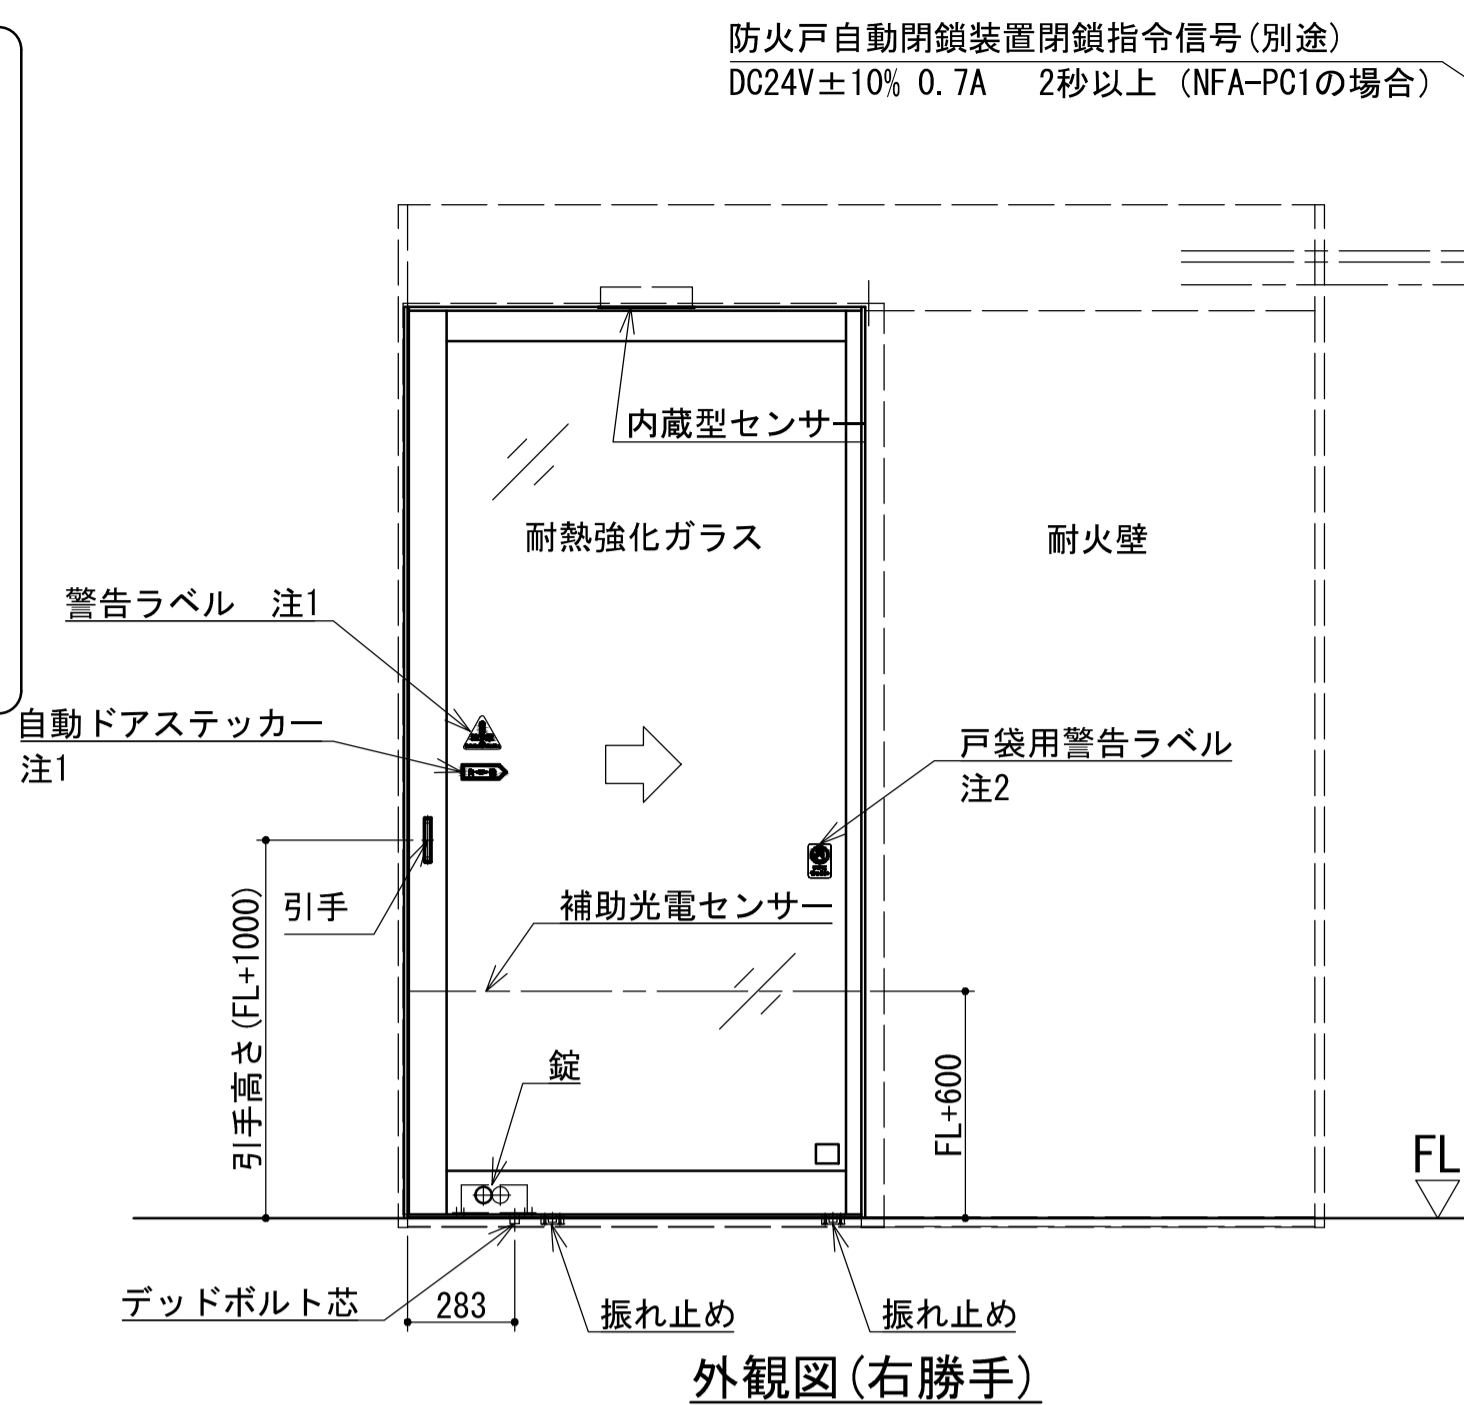 防火戸自動閉鎖装置閉鎖指令信号(別途)
DC24V±10% 0.7A　2秒以上 (NFA-PC1の場合)
内蔵型センサー
耐熱強化ガラス
耐火壁
警告ラベル　注1
自動ドアステッカー
注1
戸袋用警告ラベル
注2
引手
補助光電センサー
引手高さ(FL+1000)
錠
FL+600
FL
デッドボルト芯
283
振れ止め
振れ止め
外観図(右勝手)